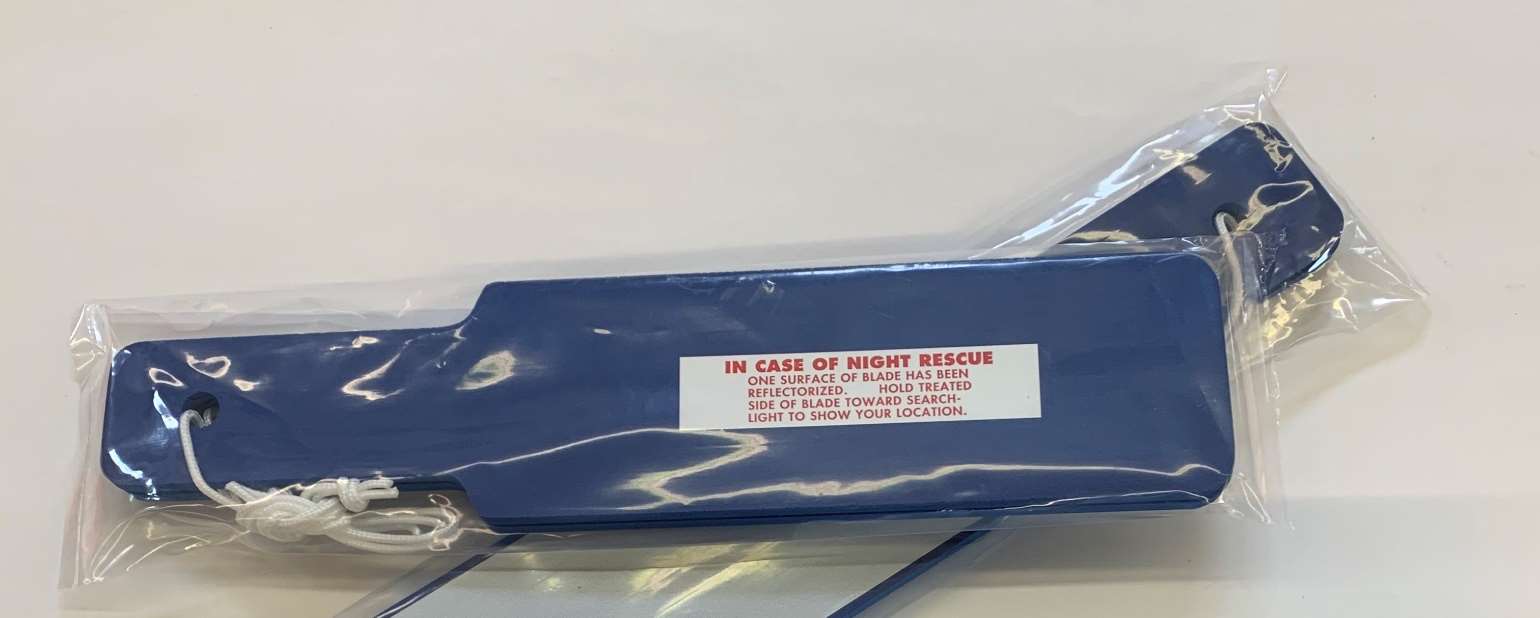 IN CASE OF NIGHT RESCUE
ONE SURFACE OF BLADE HAS BEEN
REFLECTORIZED. HOLD TREATED
SIDE OF BLADE TOWARD SEARCH-
LIGHT TO SHOW YOUR LOCATION.